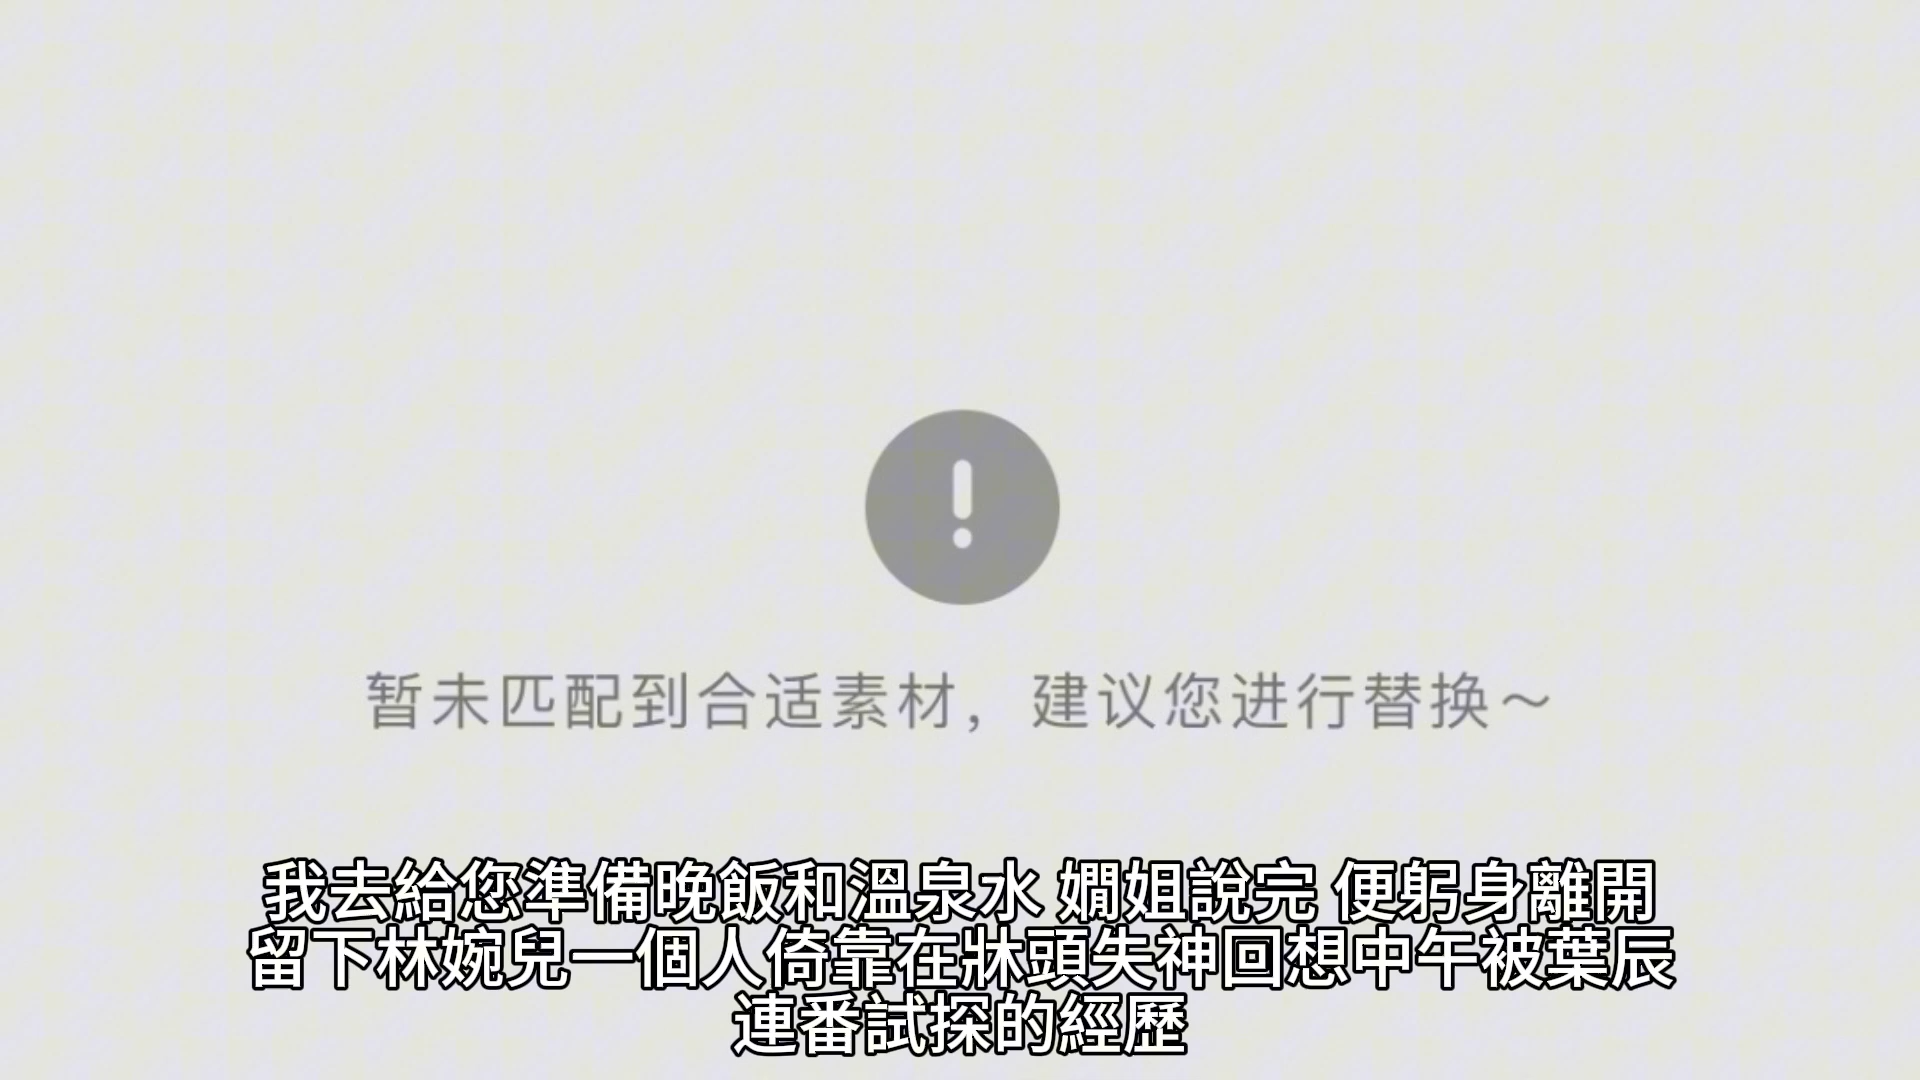 暂未匹配到合适素材，建议您进行替换～
我去給您準備晚飯和溫泉水 嫺姐說完 便躬身離開
留下林婉兒一個人倚靠在牀頭失神回想中午被葉辰
連番試探的經歷